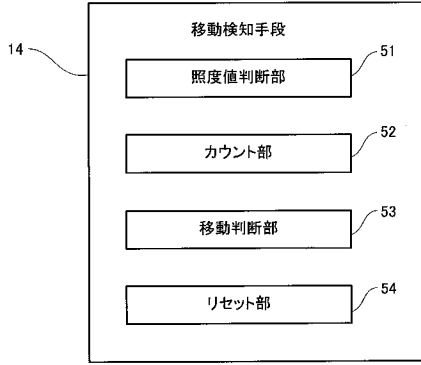 移動検知手段
14
照度値判断部
51
カウント部
52
移動判断部
53
リセット部
54